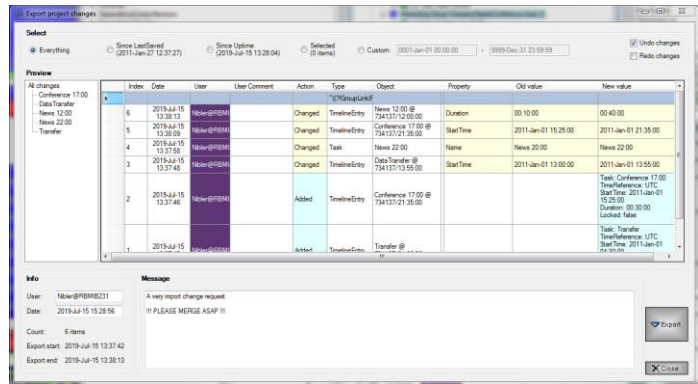 Export project changes
Select
Everything
Since LastSaved
(2011-Jan-27 12:37:27)
Since Uptime
(2019-Jul-15 13:28:04)
Selected
(0 items)
Custom: 0001-Jan-01 00:00:00 - 9999-Dec-31 23:59:59
Undo changes
Redo changes
Preview
All changes
Conference 17:00
DataTransfer
News 12:00
News 22:00
Transfer
Index Date User User Comment Action Type Object Property Old value New value
6 2019-Jul-15 13:38:13 Nibler@RBMI Changed TimelineEntry News 12:00 @ 734137/12:00:00 Duration 00:10:00 00:40:00
5 2019-Jul-15 13:38:09 Nibler@RBMI Changed TimelineEntry Conference 17:00 @ 734137/21:35:00 StartTime 2011-Jan-01 15:25:00 2011-Jan-01 21:35:00
4 2019-Jul-15 13:37:58 Nibler@RBMI Changed Task News 22:00 Name News 20:00 News 22:00
3 2019-Jul-15 13:37:48 Nibler@RBMI Changed TimelineEntry DataTransfer @ 734137/13:55:00 StartTime 2011-Jan-01 13:00:00 2011-Jan-01 13:55:00
2 2019-Jul-15 13:37:46 Nibler@RBMI Added TimelineEntry Conference 17:00 @ 734137/21:35:00
Task: Conference 17:00
TimeReference: UTC
StartTime: 2011-Jan-01
15:25:00
Duration: 00:30:00
Locked: false
1 2019-Jul-15 Added TimelineEntry Transfer @
Task: Transfer
TimeReference: UTC
StartTime: 2011-Jan-01
Info
User: Nibler@RBMIB231
Date: 2019-Jul-15 15:28:56
Count: 6 items
Export start: 2019-Jul-15 13:37:42
Export end: 2019-Jul-15 13:38:13
Message
A very import change request.
!!! PLEASE MERGE ASAP !!!
Export
Close